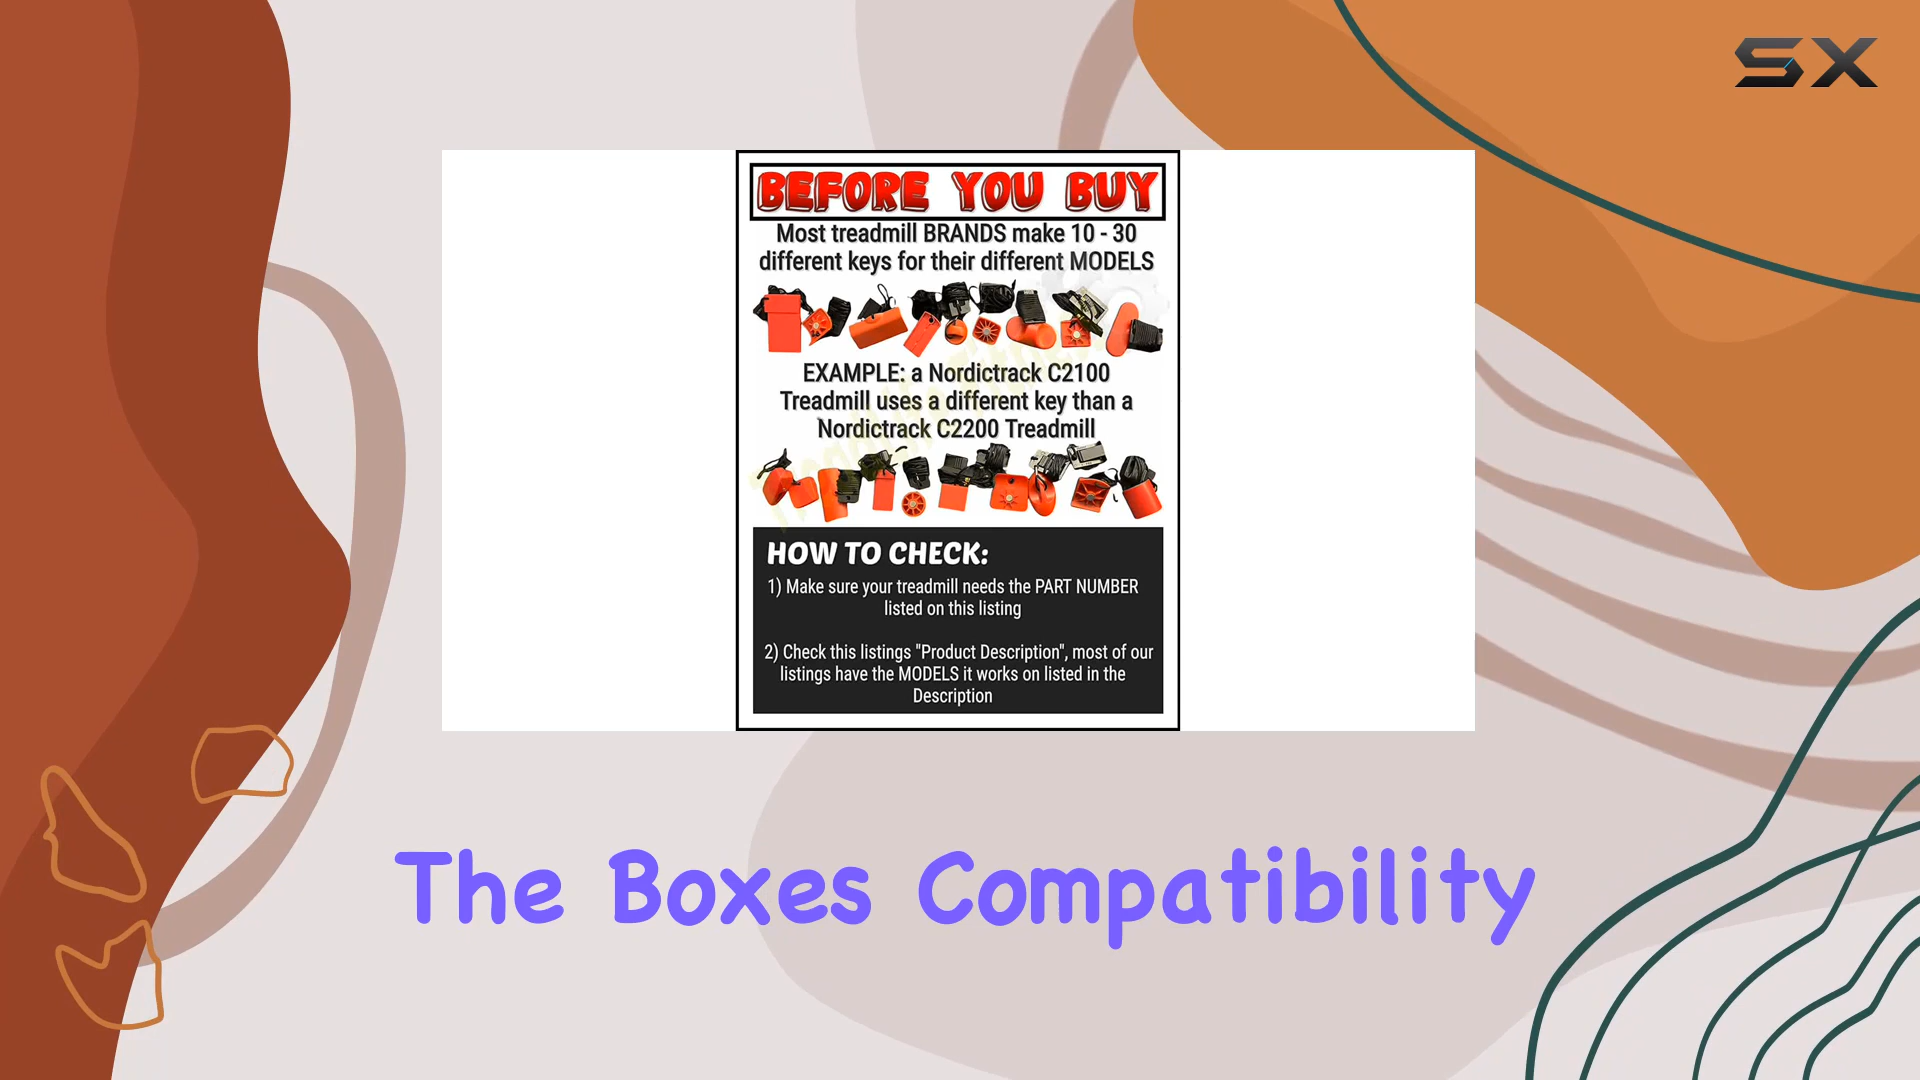 SX
BEFORE YOU BUY
Most treadmill BRANDS make 10 - 30
different keys for their different MODELS
EXAMPLE: a Nordictrack C2100
Treadmill uses a different key than a
Nordictrack C2200 Treadmill
HOW TO CHECK:
1) Make sure your treadmill needs the PART NUMBER
listed on this listing
2) Check this listings "Product Description", most of our
listings have the MODELS it works on listed in the
Description
The Boxes Compatibility